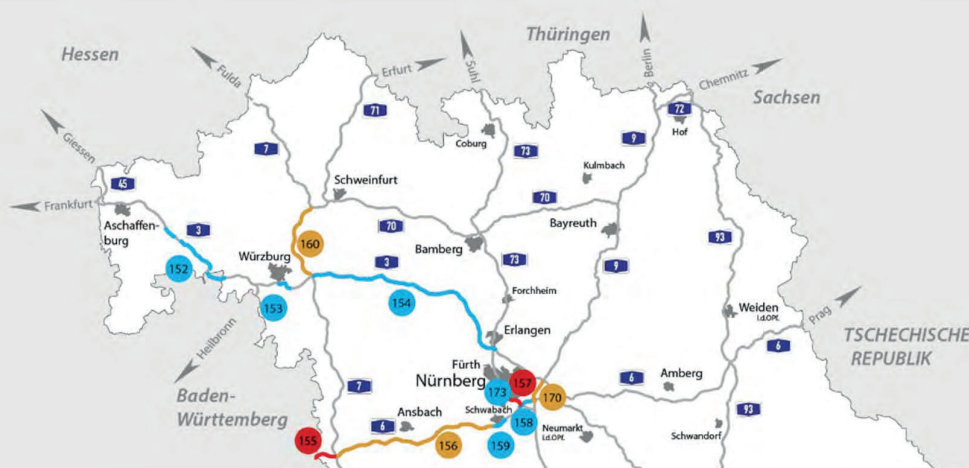 Hessen
Thüringen
Sachsen
Fulda
Erfurt
Suhl
Berlin
Chemnitz
Giessen
Frankfurt
45
Aschaffen-
burg
3
152
7
71
Schweinfurt
160
Würzburg
153
Heilbronn
Baden-
Württemberg
70
3
154
Coburg
73
Bamberg
73
Forchheim
Erlangen
Kulmbach
70
Bayreuth
9
9
72
Hof
93
Weiden
i.d.OPf.
Prag
TSCHECHISCHE
REPUBLIK
6
Fürth
Nürnberg
173
157
170
158
159
Schwabach
7
6
Ansbach
156
155
6
Amberg
Neumarkt
i.d.OPf.
93
Schwandorf